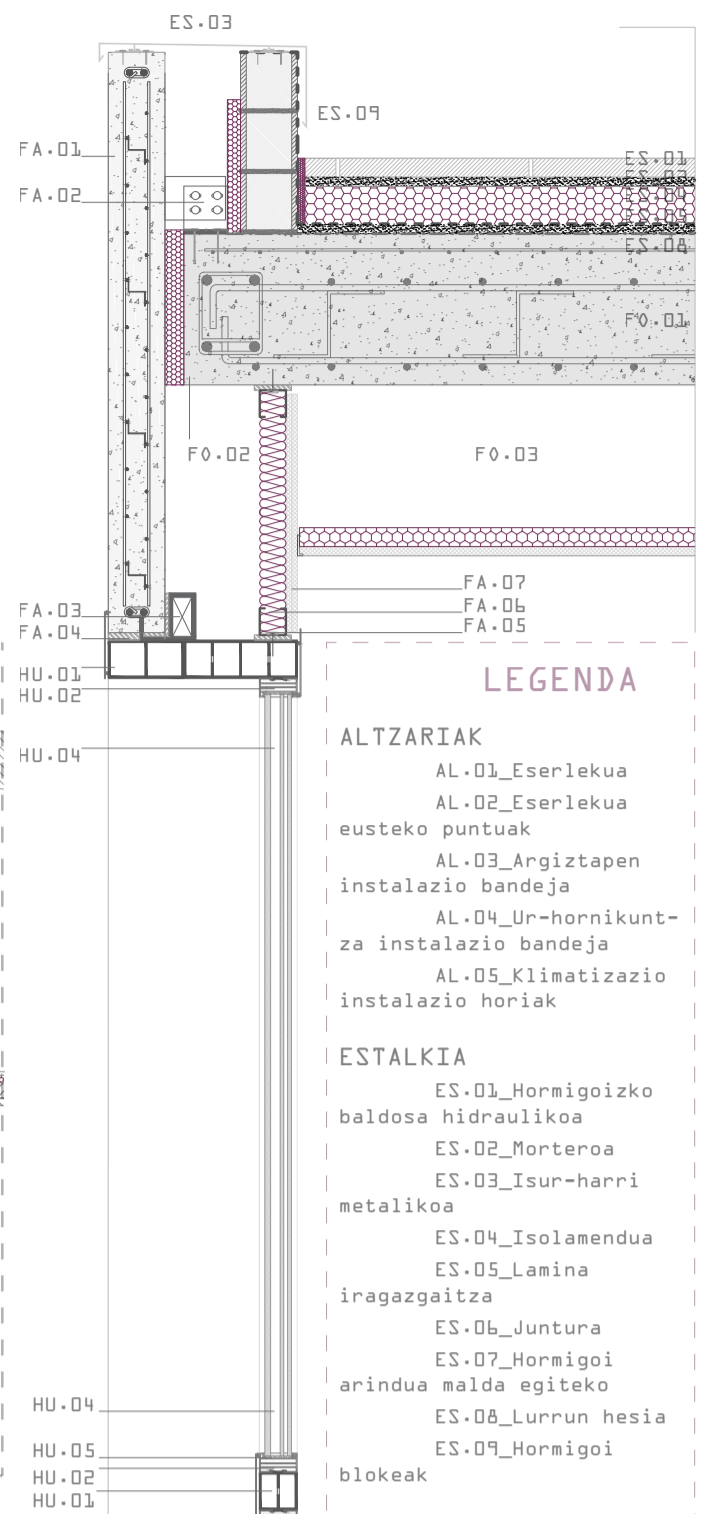 ES.03
ES.09
FA.01
ES.01
FA.02
ES.08
FO.01
FO.02
FO.03
FA.07
FA.03
FA.06
FA.04
FA.05
HU.01
HU.02
HU.04
LEGENDA
ALTZARIAK
AL.01_Eserlekua
AL.02_Eserlekua
eusteko puntuak
AL.03_Argiztapen
instalazio bandeja
AL.04_Ur-hornikunt-
za instalazio bandeja
AL.05_Klimatizazio
instalazio horiak
ESTALKIA
ES.01_Hormigoizko
baldosa hidraulikoa
ES.02_Morteroa
ES.03_Isur-harri
metalikoa
ES.04_Isolamendua
ES.05_Lamina
iragazgaitza
ES.06_Juntura
ES.07_Hormigoi
arindua malda egiteko
ES.08_Lurrun hesia
ES.09_Hormigoi
blokeak
HU.04
HU.05
HU.02
HU.01